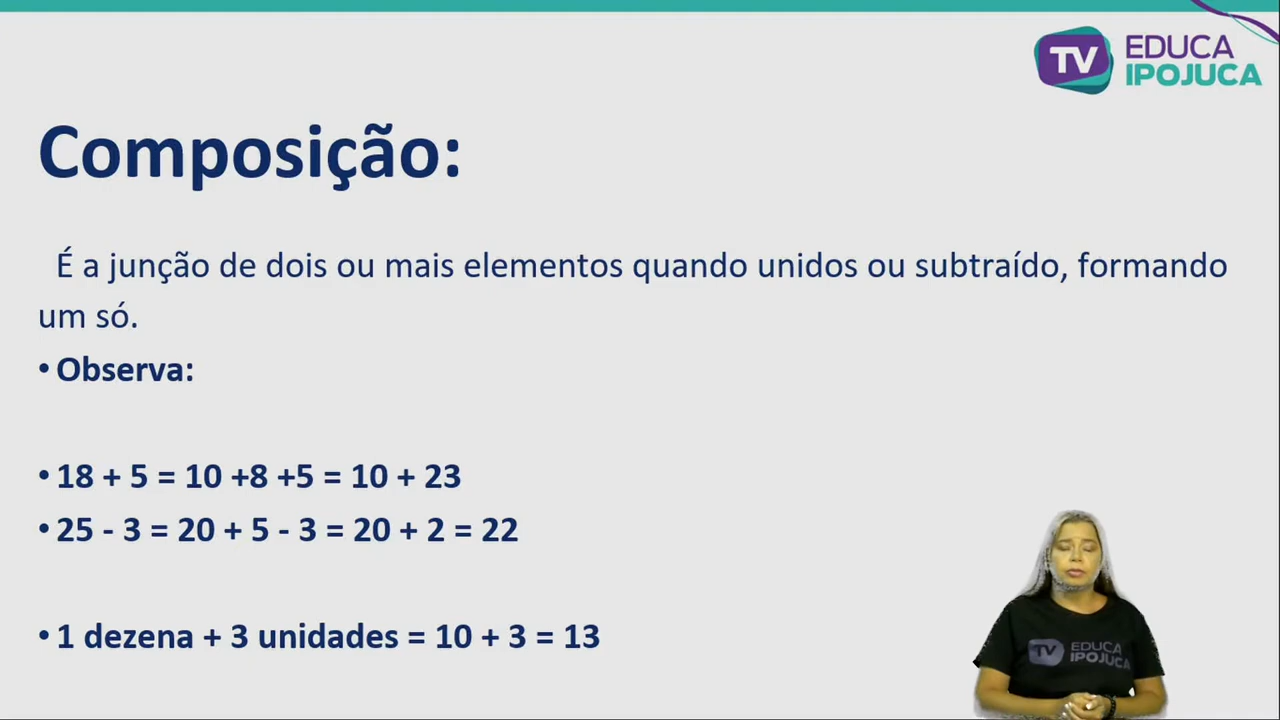 TV EDUCA
IPOJUCA
Composição:
É a junção de dois ou mais elementos quando unidos ou subtraído, formando
um só.
• Observa:
• 18 + 5 = 10 +8 +5 = 10 + 23
• 25 - 3 = 20 + 5 - 3 = 20 + 2 = 22
• 1 dezena + 3 unidades = 10 + 3 = 13
TV EDUCA
IPOJUCA